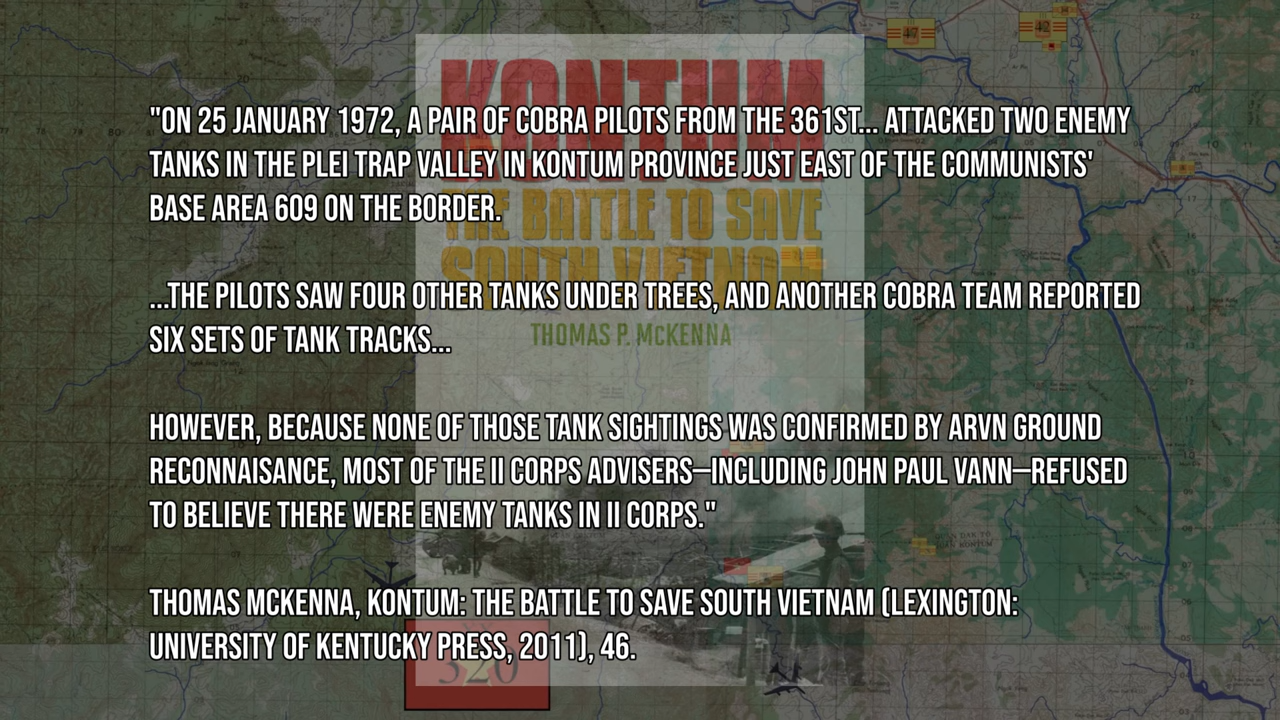 47
42
KONTUM
"ON 25 JANUARY 1972, A PAIR OF COBRA PILOTS FROM THE 361ST... ATTACKED TWO ENEMY
TANKS IN THE PLEI TRAP VALLEY IN KONTUM PROVINCE JUST EAST OF THE COMMUNISTS'
BASE AREA 609 ON THE BORDER.
THE BATTLE TO SAVE
SOUTH VIETNAM
...THE PILOTS SAW FOUR OTHER TANKS UNDER TREES, AND ANOTHER COBRA TEAM REPORTED
SIX SETS OF TANK TRACKS...
THOMAS P. McKENNA
HOWEVER, BECAUSE NONE OF THOSE TANK SIGHTINGS WAS CONFIRMED BY ARVN GROUND
RECONNAISANCE, MOST OF THE II CORPS ADVISERS—INCLUDING JOHN PAUL VANN—REFUSED
TO BELIEVE THERE WERE ENEMY TANKS IN II CORPS."
THOMAS MCKENNA, KONTUM: THE BATTLE TO SAVE SOUTH VIETNAM (LEXINGTON:
UNIVERSITY OF KENTUCKY PRESS, 2011), 46.
320